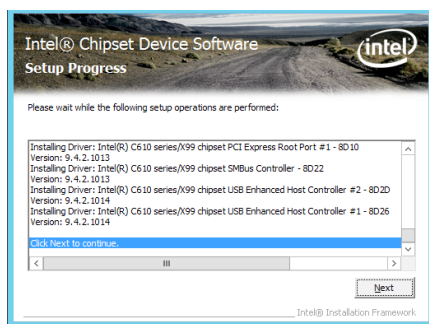 Intel® Chipset Device Software
Setup Progress
intel
Please wait while the following setup operations are performed:
Installing Driver: Intel(R) C610 series/X99 chipset PCI Express Root Port #1 - 8D10
Version: 9.4.2.1013
Installing Driver: Intel(R) C610 series/X99 chipset SMBus Controller - 8D22
Version: 9.4.2.1013
Installing Driver: Intel(R) C610 series/X99 chipset USB Enhanced Host Controller #2 - 8D2D
Version: 9.4.2.1014
Installing Driver: Intel(R) C610 series/X99 chipset USB Enhanced Host Controller #1 - 8D26
Version: 9.4.2.1014
Click Next to continue.
Next
Intel® Installation Framework